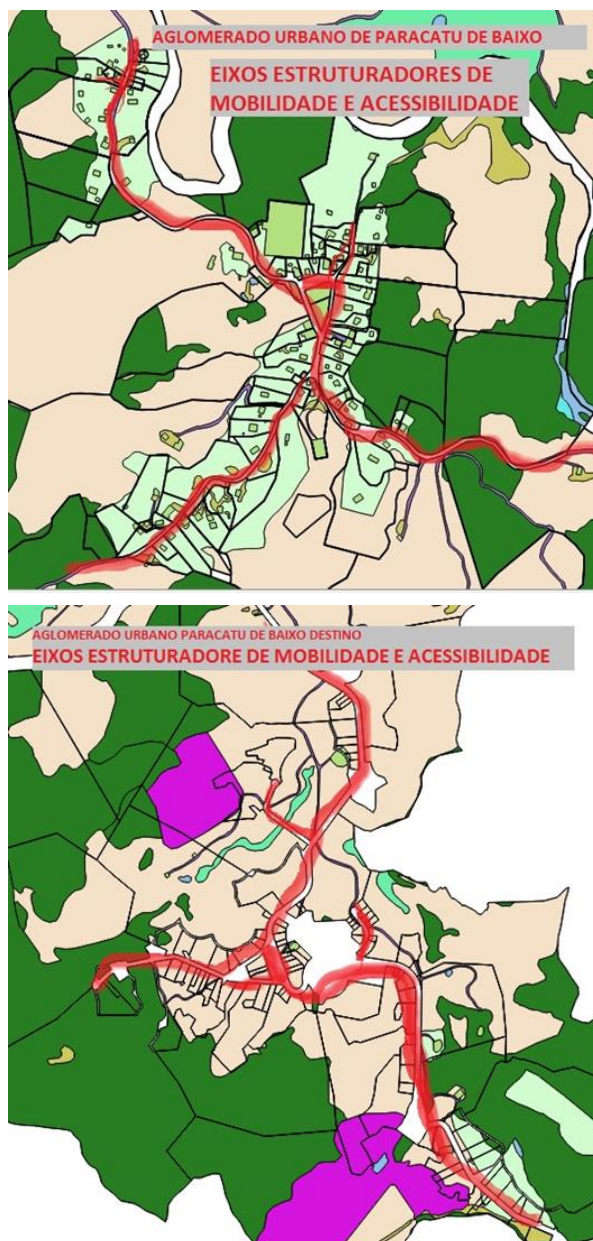 AGLOMERADO URBANO DE PARACATU DE BAIXO
EIXOS ESTRUTURADORES DE
MOBILIDADE E ACESSIBILIDADE
AGLOMERADO URBANO PARACATU DE BAIXO DESTINO
EIXOS ESTRUTURADORE DE MOBILIDADE E ACESSIBILIDADE